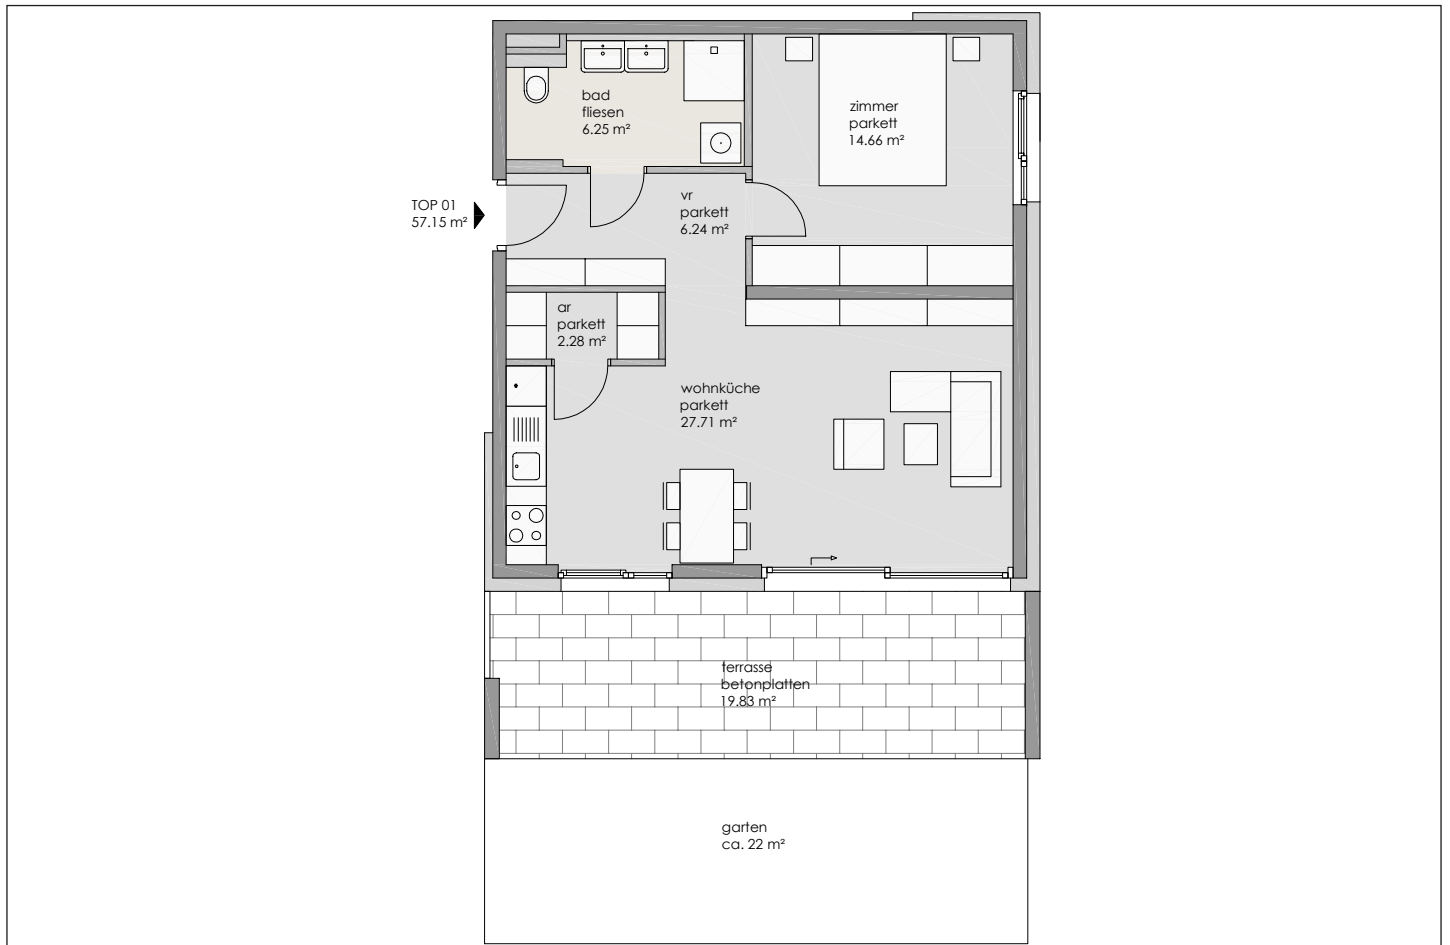 bad
fliesen
6.25 m²
zimmer
parkett
14.66 m²
TOP 01
57.15 m²
vr
parkett
6.24 m²
ar
parkett
2.28 m²
wohnküche
parkett
27.71 m²
terrasse
betonplatten
19.83 m²
garten
ca. 22 m²